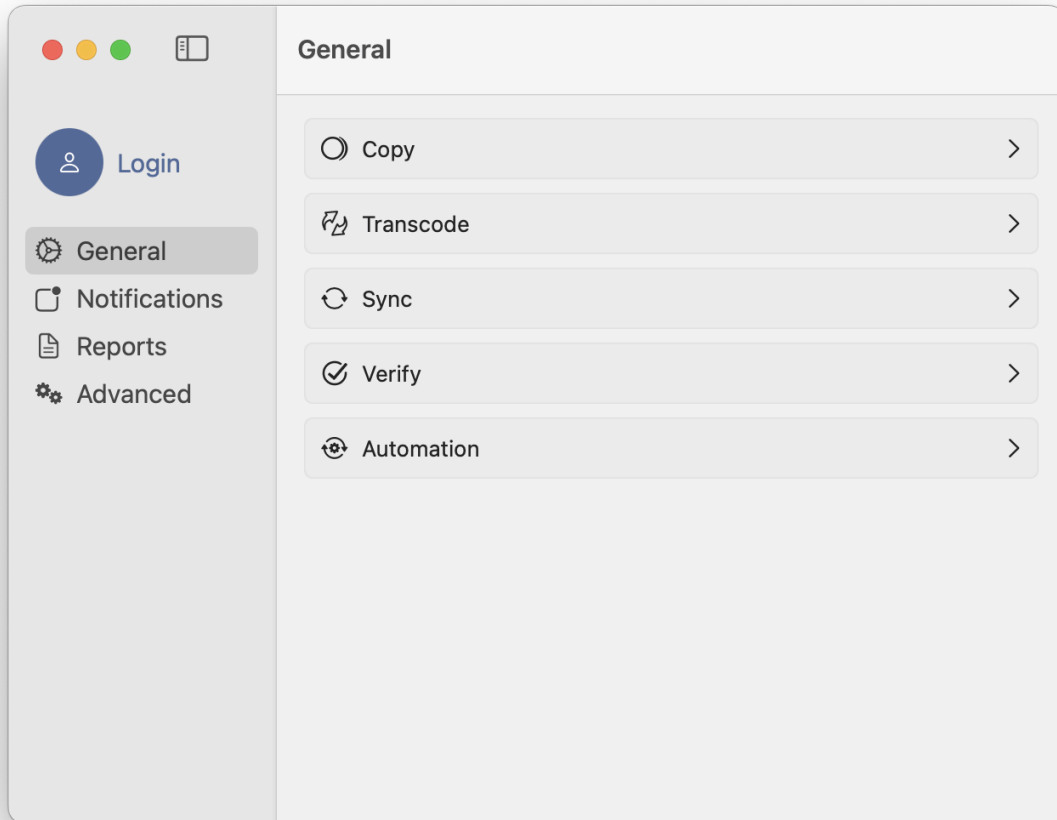 General
Login
General
Notifications
Reports
Advanced
Copy
Transcode
Sync
Verify
Automation